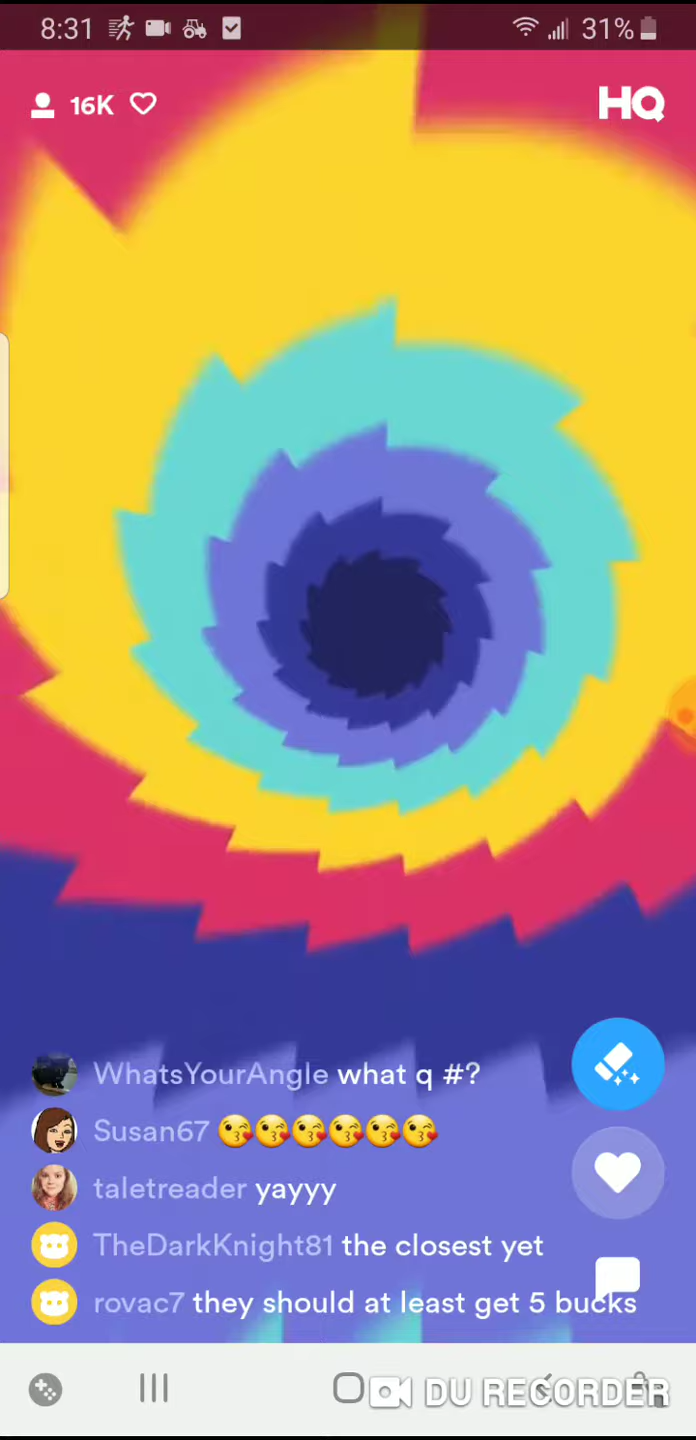 8:31 31%
16K HQ
WhatsYourAngle what q #?
Susan67 😘😘😘😘😘😘
taletreader yayyy
TheDarkKnight81 the closest yet
rovac7 they should at least get 5 bucks
DU RECORDER